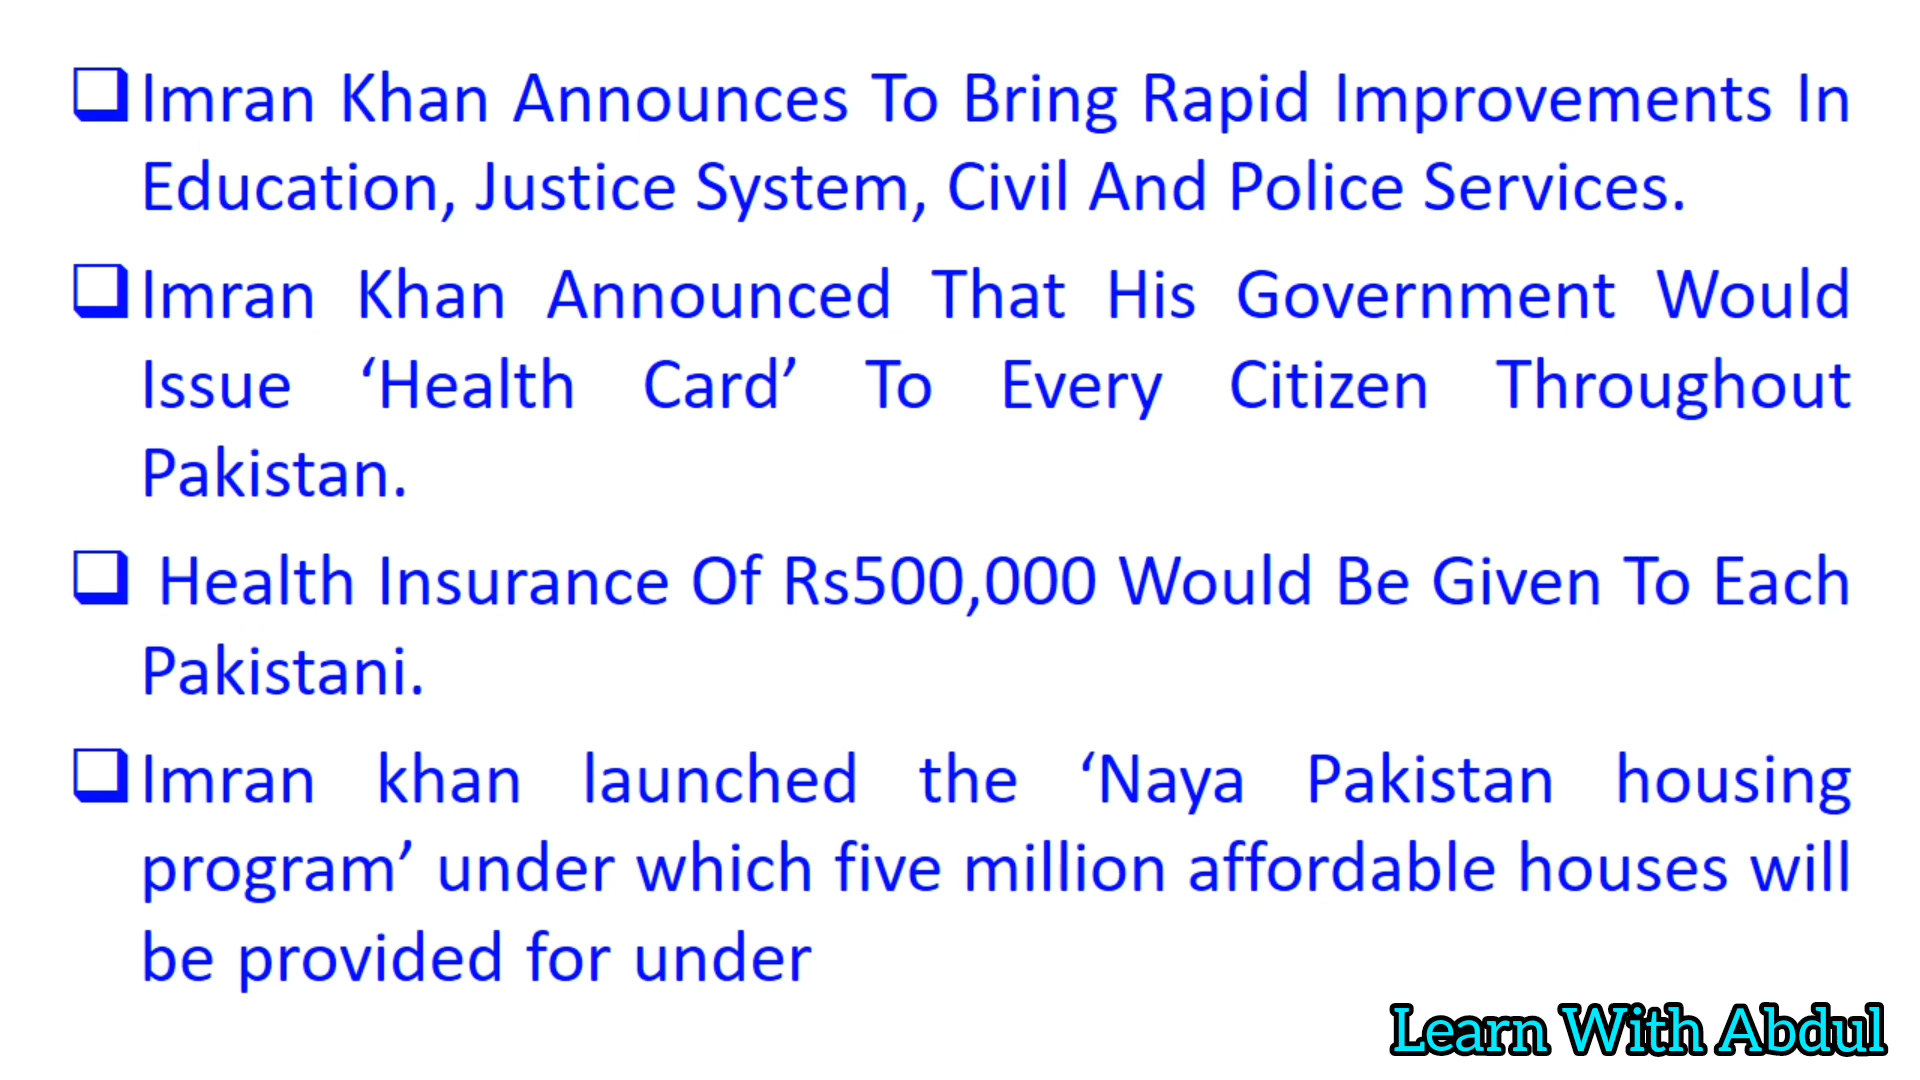 Imran Khan Announces To Bring Rapid Improvements In
Education, Justice System, Civil And Police Services.
Imran Khan Announced That His Government Would
Issue ‘Health Card’ To Every Citizen Throughout
Pakistan.
Health Insurance Of Rs500,000 Would Be Given To Each
Pakistani.
Imran khan launched the ‘Naya Pakistan housing
program’ under which five million affordable houses will
be provided for under
Learn With Abdul